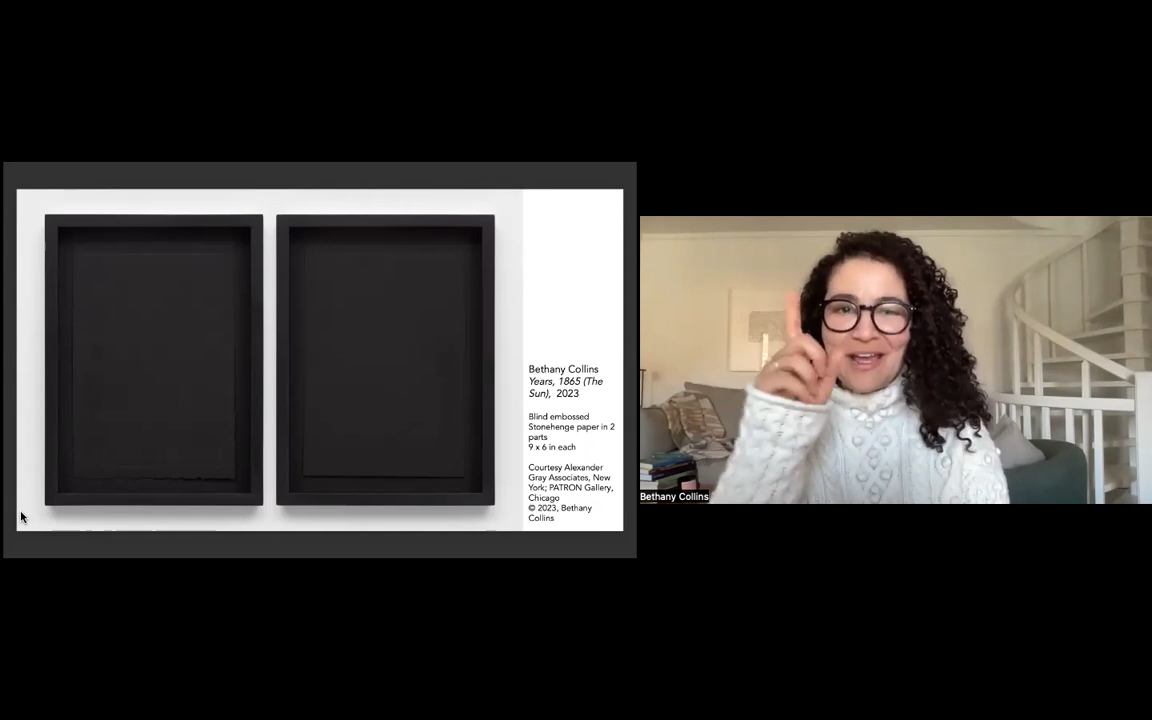 Bethany Collins
Years, 1865 (The
Sun), 2023
Blind embossed
Stonehenge paper in 2
parts
9 x 6 in each
Courtesy Alexander
Gray Associates, New
York; PATRON Gallery,
Chicago
© 2023, Bethany
Collins
Bethany Collins